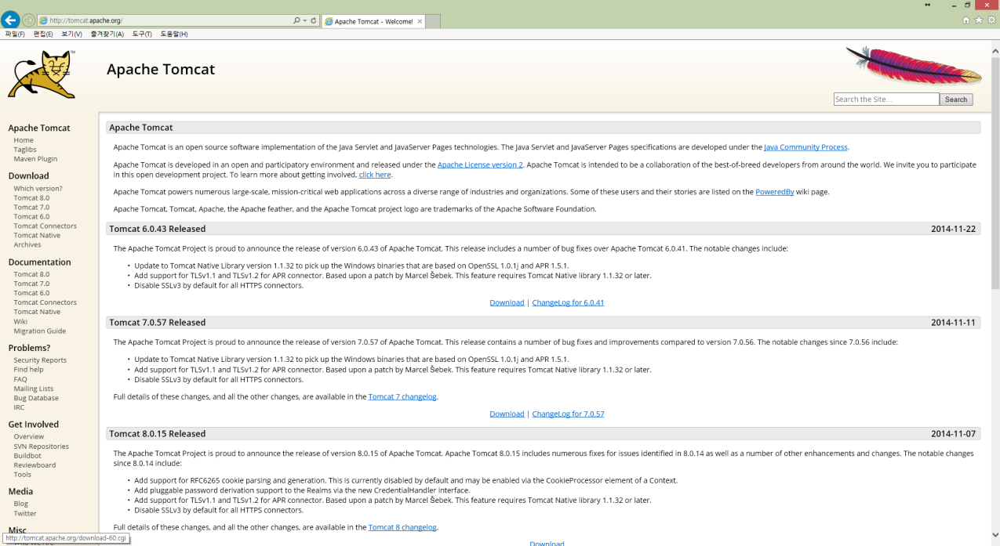 http://tomcat.apache.org/
Apache Tomcat - Welcome!
파일(F) 편집(E) 보기(V) 즐겨찾기(A) 도구(T) 도움말(H)
TM
Apache Tomcat
Search the Site...
Search
Apache Tomcat
Home
Taglibs
Maven Plugin
Download
Which version?
Tomcat 8.0
Tomcat 7.0
Tomcat 6.0
Tomcat Connectors
Tomcat Native
Archives
Documentation
Tomcat 8.0
Tomcat 7.0
Tomcat 6.0
Tomcat Connectors
Tomcat Native
Wiki
Migration Guide
Problems?
Security Reports
Find help
FAQ
Mailing Lists
Bug Database
IRC
Get Involved
Overview
SVN Repositories
Buildbot
Reviewboard
Tools
Media
Blog
Twitter
Misc
http://tomcat.apache.org/download-60.cgi
Apache Tomcat
Apache Tomcat is an open source software implementation of the Java Servlet and JavaServer Pages technologies. The Java Servlet and JavaServer Pages specifications are developed under the Java Community Process.
Apache Tomcat is developed in an open and participatory environment and released under the Apache License version 2. Apache Tomcat is intended to be a collaboration of the best-of-breed developers from around the world. We invite you to participate
in this open development project. To learn more about getting involved, click here.
Apache Tomcat powers numerous large-scale, mission-critical web applications across a diverse range of industries and organizations. Some of these users and their stories are listed on the PoweredBy wiki page.
Apache Tomcat, Tomcat, Apache, the Apache feather, and the Apache Tomcat project logo are trademarks of the Apache Software Foundation.
Tomcat 6.0.43 Released 2014-11-22
The Apache Tomcat Project is proud to announce the release of version 6.0.43 of Apache Tomcat. This release includes a number of bug fixes over Apache Tomcat 6.0.41. The notable changes include:
• Update to Tomcat Native Library version 1.1.32 to pick up the Windows binaries that are based on OpenSSL 1.0.1j and APR 1.5.1.
• Add support for TLSv1.1 and TLSv1.2 for APR connector. Based upon a patch by Marcel Šebek. This feature requires Tomcat Native library 1.1.32 or later.
• Disable SSLv3 by default for all HTTPS connectors.
Download | ChangeLog for 6.0.41
Tomcat 7.0.57 Released 2014-11-11
The Apache Tomcat Project is proud to announce the release of version 7.0.57 of Apache Tomcat. This release contains a number of bug fixes and improvements compared to version 7.0.56. The notable changes since 7.0.56 include:
• Update to Tomcat Native Library version 1.1.32 to pick up the Windows binaries that are based on OpenSSL 1.0.1j and APR 1.5.1.
• Add support for TLSv1.1 and TLSv1.2 for APR connector. Based upon a patch by Marcel Šebek. This feature requires Tomcat Native library 1.1.32 or later.
• Disable SSLv3 by default for all HTTPS connectors.
Full details of these changes, and all the other changes, are available in the Tomcat 7 changelog.
Download | ChangeLog for 7.0.57
Tomcat 8.0.15 Released 2014-11-07
The Apache Tomcat Project is proud to announce the release of version 8.0.15 of Apache Tomcat. Apache Tomcat 8.0.15 includes numerous fixes for issues identified in 8.0.14 as well as a number of other enhancements and changes. The notable changes
since 8.0.14 include:
• Add support for RFC6265 cookie parsing and generation. This is currently disabled by default and may be enabled via the CookieProcessor element of a Context.
• Add pluggable password derivation support to the Realms via the new CredentialHandler interface.
• Add support for TLSv1.1 and TLSv1.2 for APR connector. Based upon a patch by Marcel Šebek. This feature requires Tomcat Native library 1.1.32 or later.
• Disable SSLv3 by default for all HTTPS connectors.
Full details of these changes, and all the other changes, are available in the Tomcat 8 changelog.
Download